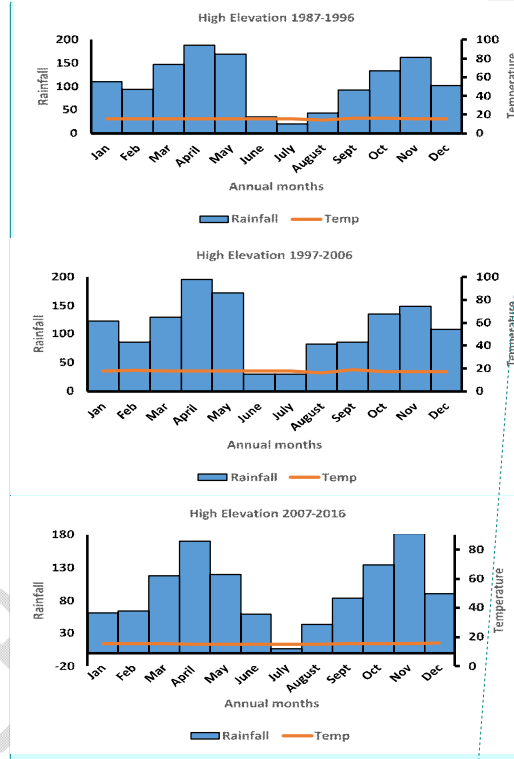 High Elevation 1987-1996
200
150
100
50
0
100
80
60
40
20
0
Rainfall
Temperature
Jan Feb Mar April May June July August Sept Oct Nov Dec
Annual months
Rainfall Temp
High Elevation 1997-2006
200
150
100
50
0
100
80
60
40
20
0
Rainfall
Temperature
Jan Feb Mar April May June July August Sept Oct Nov Dec
Annual months
Rainfall Temp
High Elevation 2007-2016
180
130
80
30
-20
80
60
40
20
0
Rainfall
Temperature
Jan Feb Mar April May June July August Sept Oct Nov Dec
Annual months
Rainfall Temp